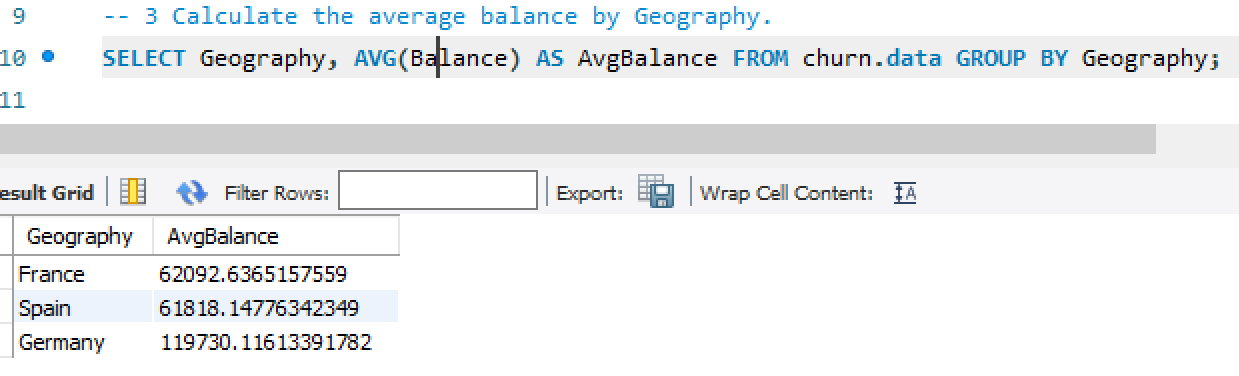 9 -- 3 Calculate the average balance by Geography.
10 SELECT Geography, AVG(Balance) AS AvgBalance FROM churn.data GROUP BY Geography;
11
esult Grid Filter Rows: Export: Wrap Cell Content: A
Geography AvgBalance
France 62092.6365157559
Spain 61818.14776342349
Germany 119730.11613391782